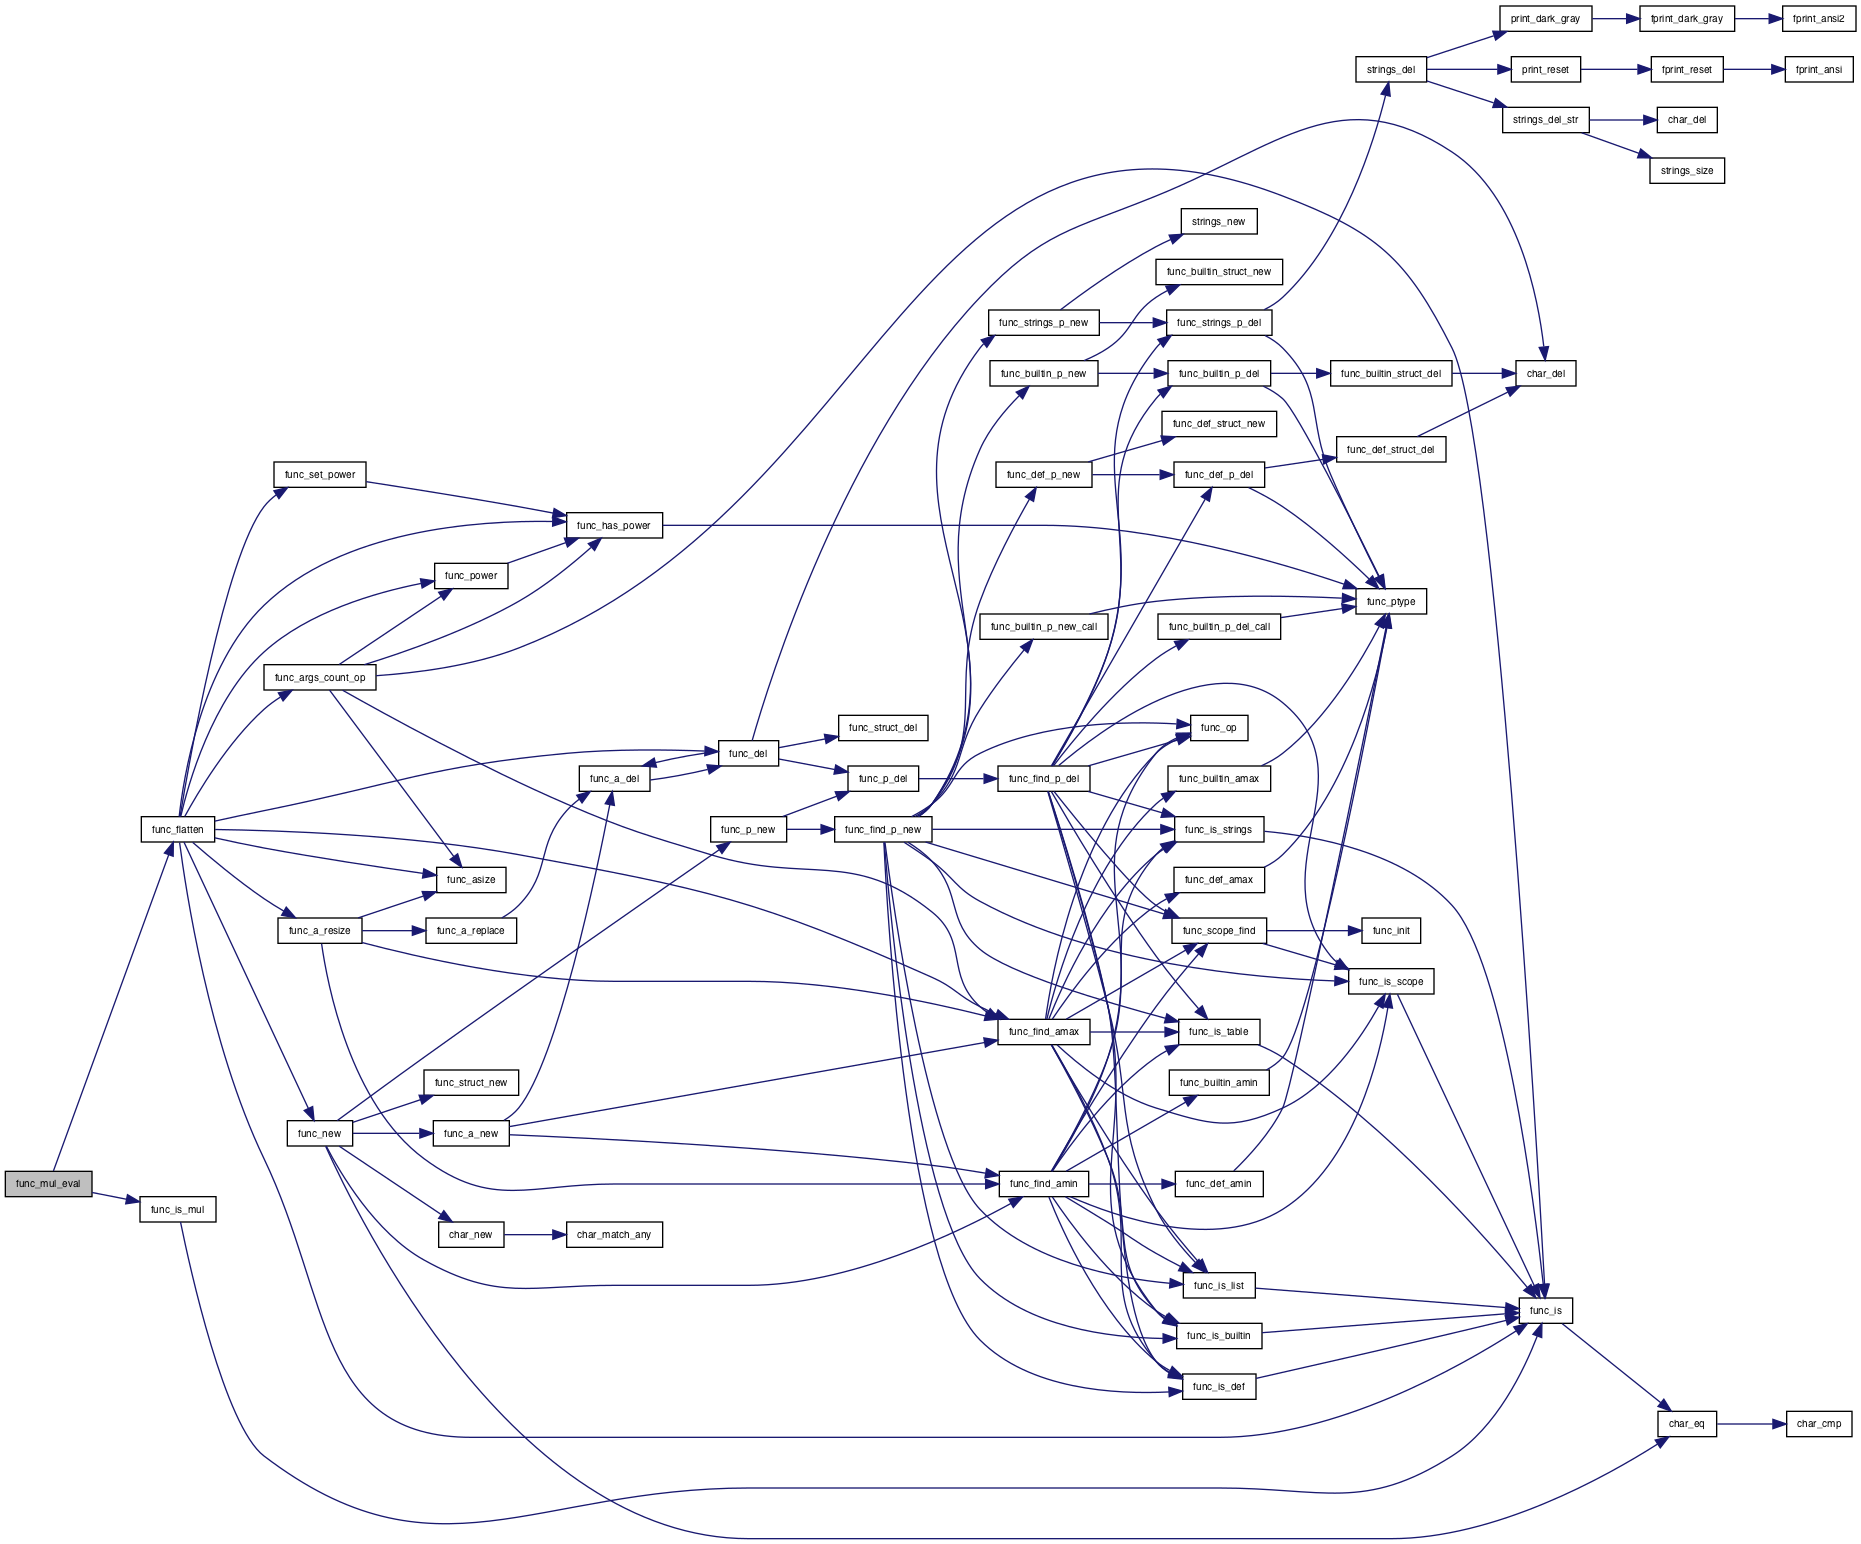 print_dark_gray
fprint_dark_gray
fprint_ansi2
strings_del
print_reset
fprint_reset
fprint_ansi
strings_del_str
char_del
strings_size
strings_new
func_builtin_struct_new
func_strings_p_new
func_strings_p_del
func_builtin_p_new
func_builtin_p_del
func_builtin_struct_del
char_del
func_def_struct_new
func_def_struct_del
func_set_power
func_def_p_new
func_def_p_del
func_has_power
func_power
func_ptype
func_builtin_p_new_call
func_builtin_p_del_call
func_args_count_op
func_struct_del
func_op
func_del
func_a_del
func_p_del
func_find_p_del
func_builtin_amax
func_flatten
func_p_new
func_find_p_new
func_is_strings
func_asize
func_def_amax
func_a_resize
func_a_replace
func_scope_find
func_init
func_is_scope
func_find_amax
func_is_table
func_struct_new
func_builtin_amin
func_new
func_a_new
func_mul_eval
func_find_amin
func_def_amin
func_is_mul
char_new
char_match_any
func_is_list
func_is
func_is_builtin
func_is_def
char_eq
char_cmp